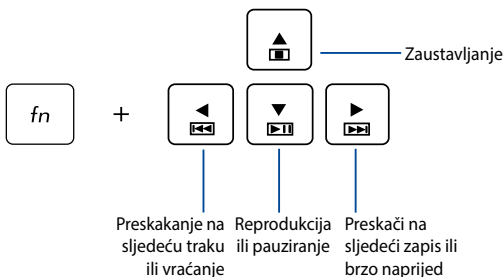 Zaustavljanje
fn
+
Preskakanje na
sljedeću traku
ili vraćanje
Reprodukcija
ili pauziranje
Preskači na
sljedeći zapis ili
brzo naprijed